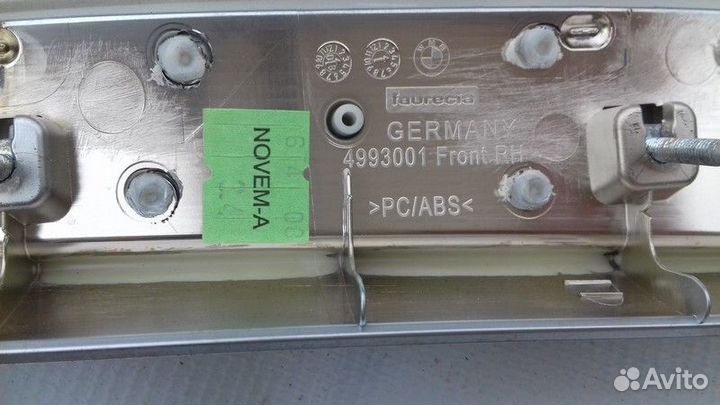 faurecia
GERMANY
4993001 Front RH
>PC/ABS<
NOVEM-A
Avito